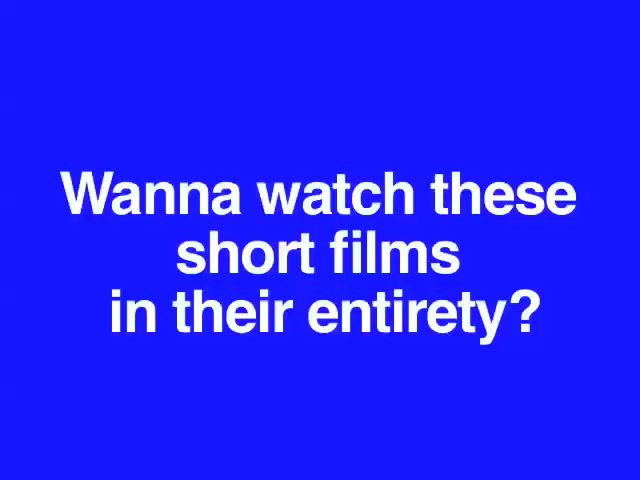 Wanna watch these
short films
in their entirety?